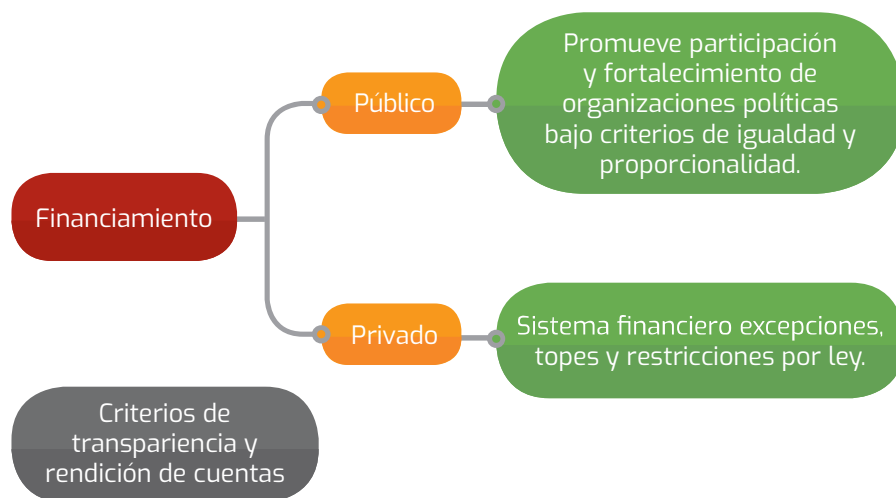 Financiamiento
Público
Promueve participación
y fortalecimiento de
organizaciones políticas
bajo criterios de igualdad y
proporcionalidad.
Privado
Sistema financiero excepciones,
topes y restricciones por ley.
Criterios de
transpariencia y
rendición de cuentas